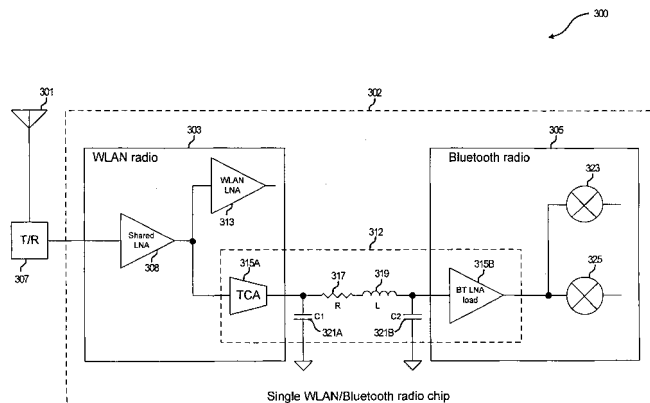 300
301
302
303
305
WLAN radio
Bluetooth radio
WLAN
LNA
313
323
T/R
307
Shared
LNA
308
312
315A
TCA
317
319
R
L
C1
321A
C2
321B
315B
BT LNA
load
325
Single WLAN/Bluetooth radio chip